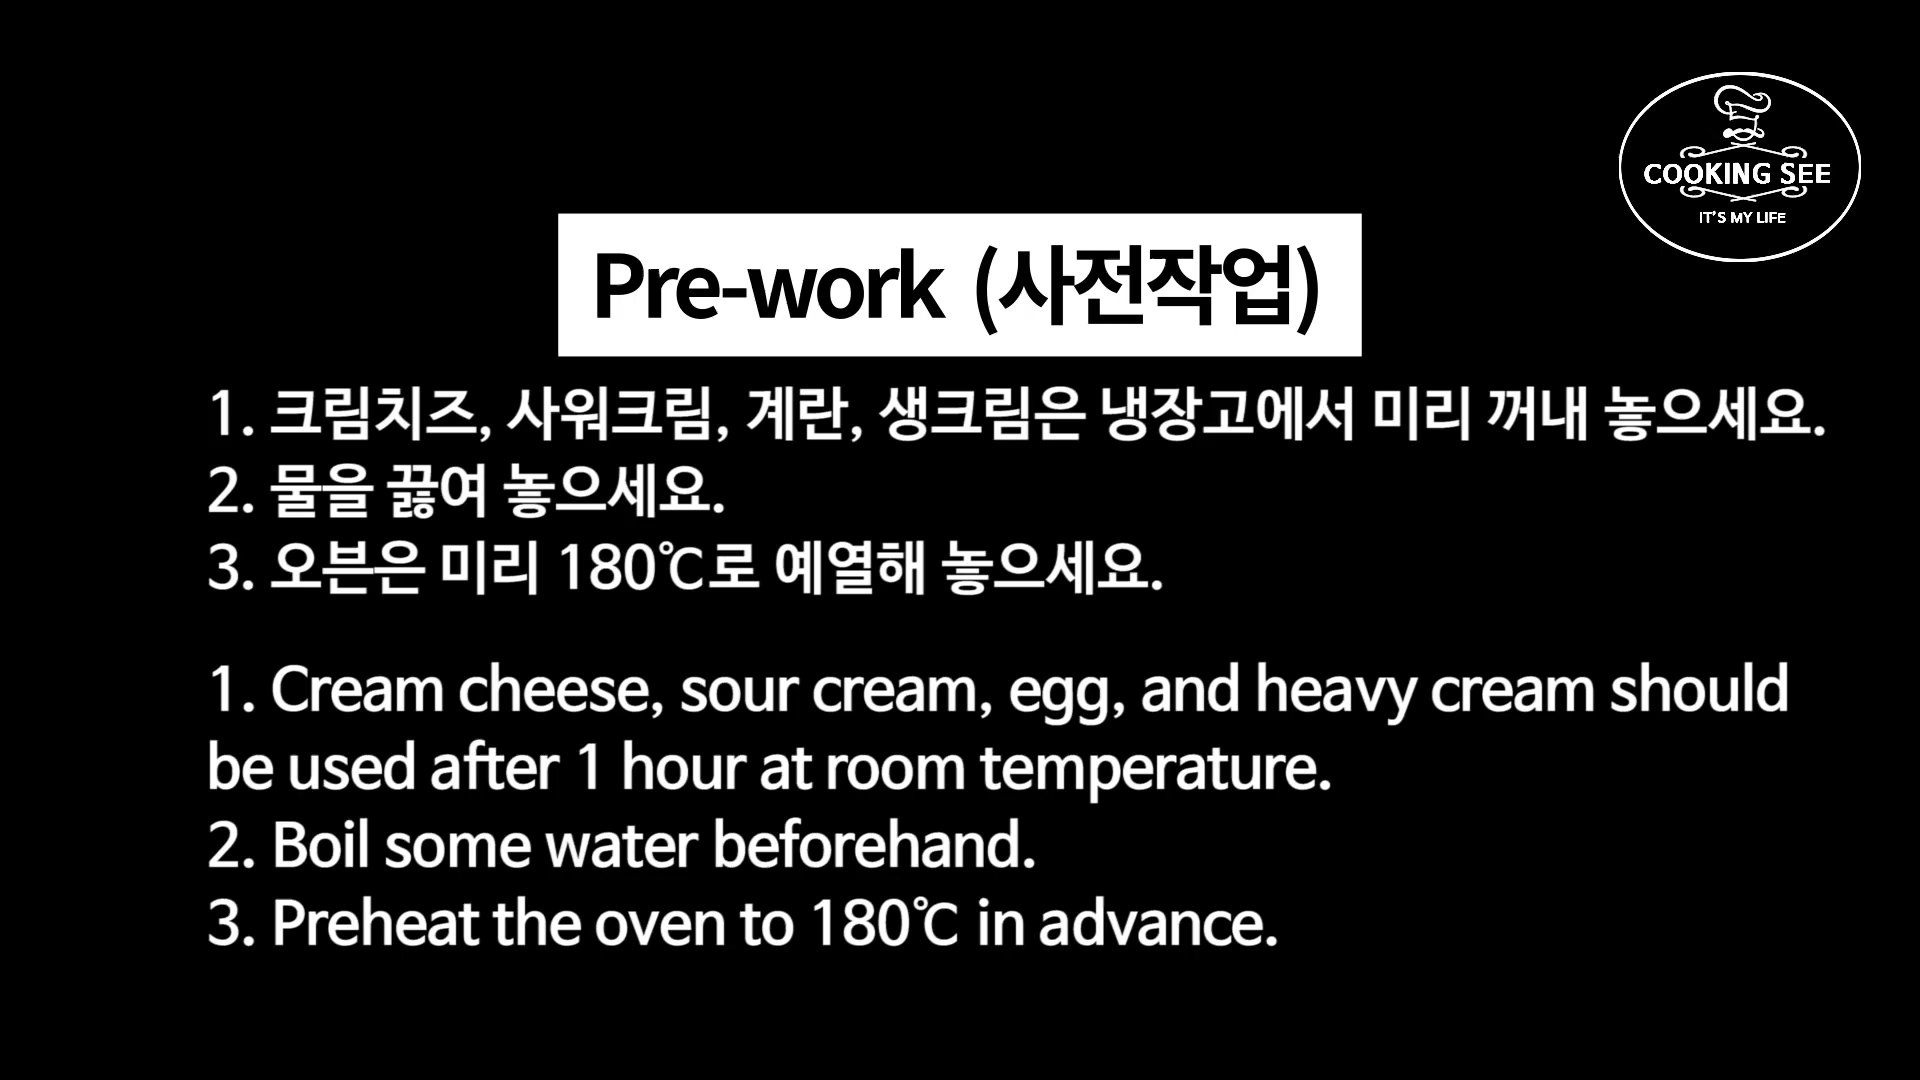 COOKING SEE
IT'S MY LIFE
Pre-work (사전작업)
1. 크림치즈, 사워크림, 계란, 생크림은 냉장고에서 미리 꺼내 놓으세요.
2. 물을 끓여 놓으세요.
3. 오븐은 미리 180℃로 예열해 놓으세요.
1. Cream cheese, sour cream, egg, and heavy cream should
be used after 1 hour at room temperature.
2. Boil some water beforehand.
3. Preheat the oven to 180℃ in advance.